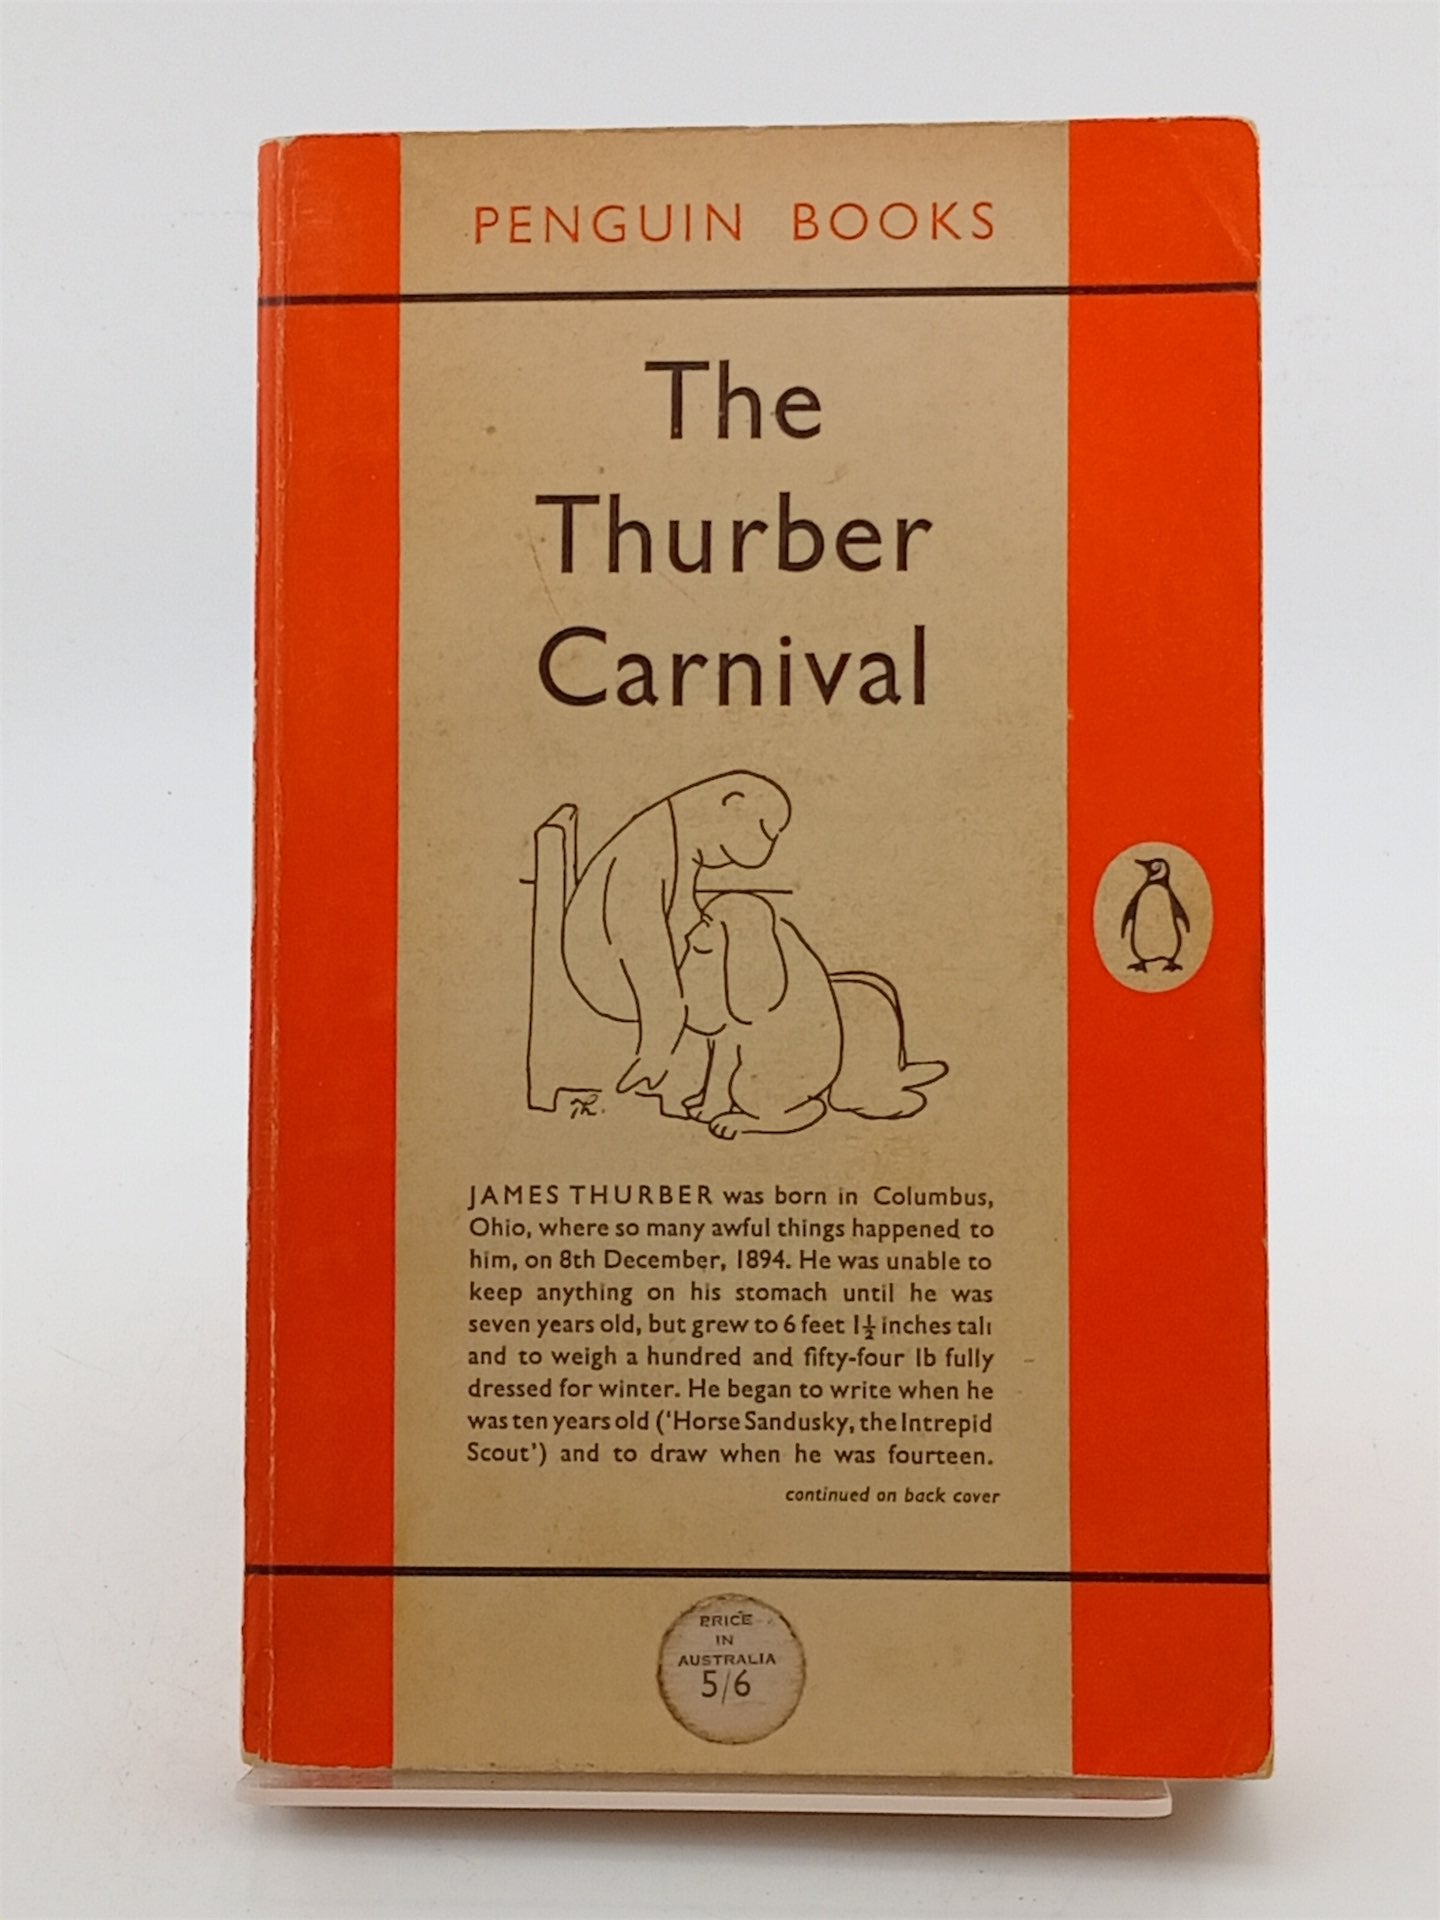 PENGUIN BOOKS
The
Thurber
Carnival
Th.
JAMES THURBER was born in Columbus,
Ohio, where so many awful things happened to
him, on 8th December, 1894. He was unable to
keep anything on his stomach until he was
seven years old, but grew to 6 feet 1½ inches tall
and to weigh a hundred and fifty-four lb fully
dressed for winter. He began to write when he
was ten years old (‘Horse Sandusky, the Intrepid
Scout’) and to draw when he was fourteen.
continued on back cover
PRICE
IN
AUSTRALIA
5/6